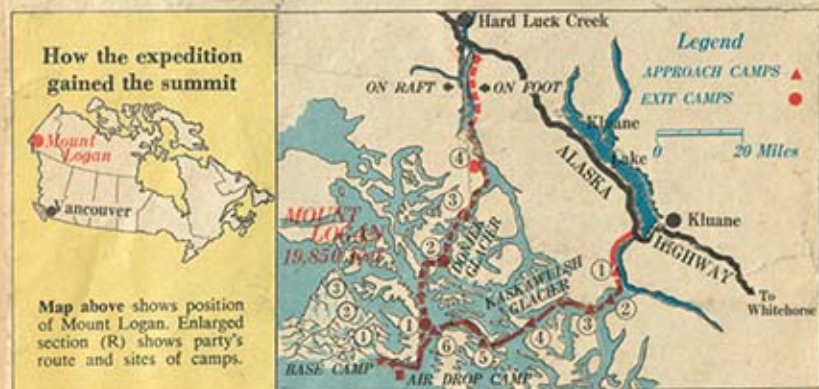 How the expedition
gained the summit
Mount
Logan
Vancouver
Map above shows position
of Mount Logan. Enlarged
section (R) shows party's
route and sites of camps.
Hard Luck Creek
Legend
APPROACH CAMPS
EXIT CAMPS
0 20 Miles
ON RAFT
ON FOOT
Kluane
Lake
ALASKA
HIGHWAY
Kluane
To
Whitehorse
MOUNT
LOGAN
19,850 feet
4
3
2
GLACIER
KASKAWULSH
GLACIER
1
2
3
4
5
6
1
3
2
1
BASE CAMP
AIR DROP CAMP